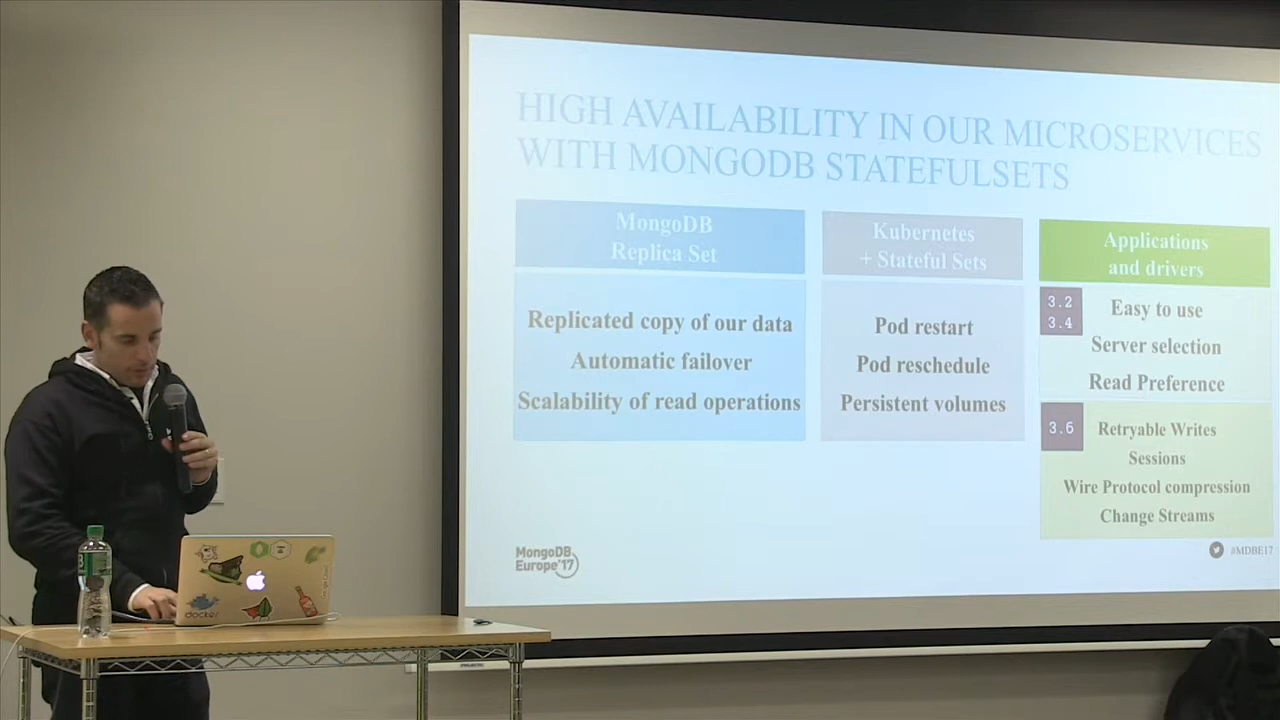 HIGH AVAILABILITY IN OUR MICROSERVICES
WITH MONGODB STATEFULSETS
MongoDB
Replica Set
Replicated copy of our data
Automatic failover
Scalability of read operations
Kubernetes
+ Stateful Sets
Pod restart
Pod reschedule
Persistent volumes
Applications
and drivers
3.2
3.4
Easy to use
Server selection
Read Preference
3.6
Retryable Writes
Sessions
Wire Protocol compression
Change Streams
MongoDB
Europe'17
#MDBE17
docker